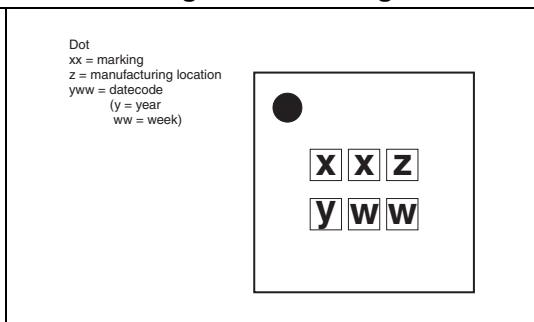 Dot
xx = marking
z = manufacturing location
yww = datecode
(y = year
ww = week)
x x z
y w w